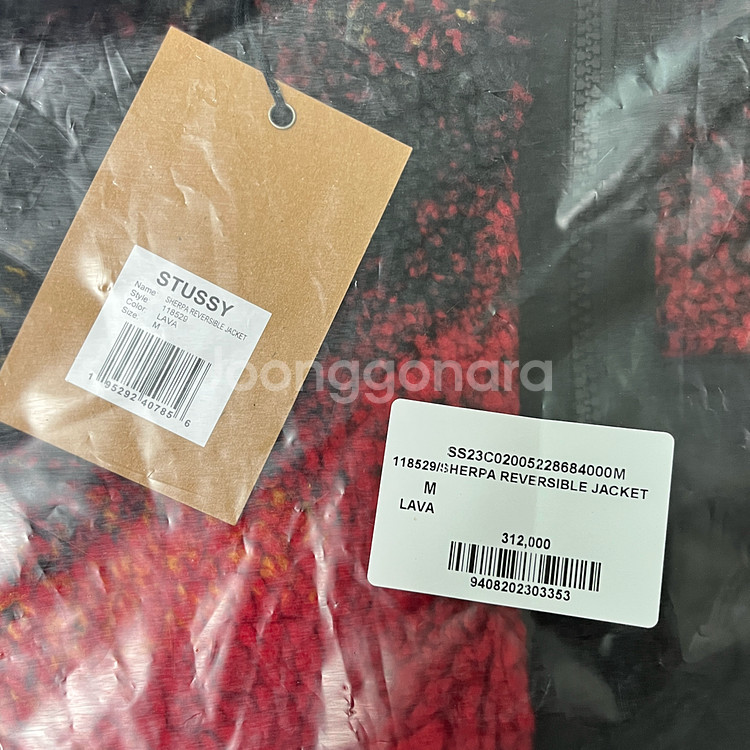 STUSSY
Name: SHERPA REVERSIBLE JACKET
Style: 118529
Color: LAVA
Size: M
1 95292 40785 6
joonggonara
SS23C02005228684000M
118529/SHERPA REVERSIBLE JACKET
M
LAVA
312,000
9408202303353